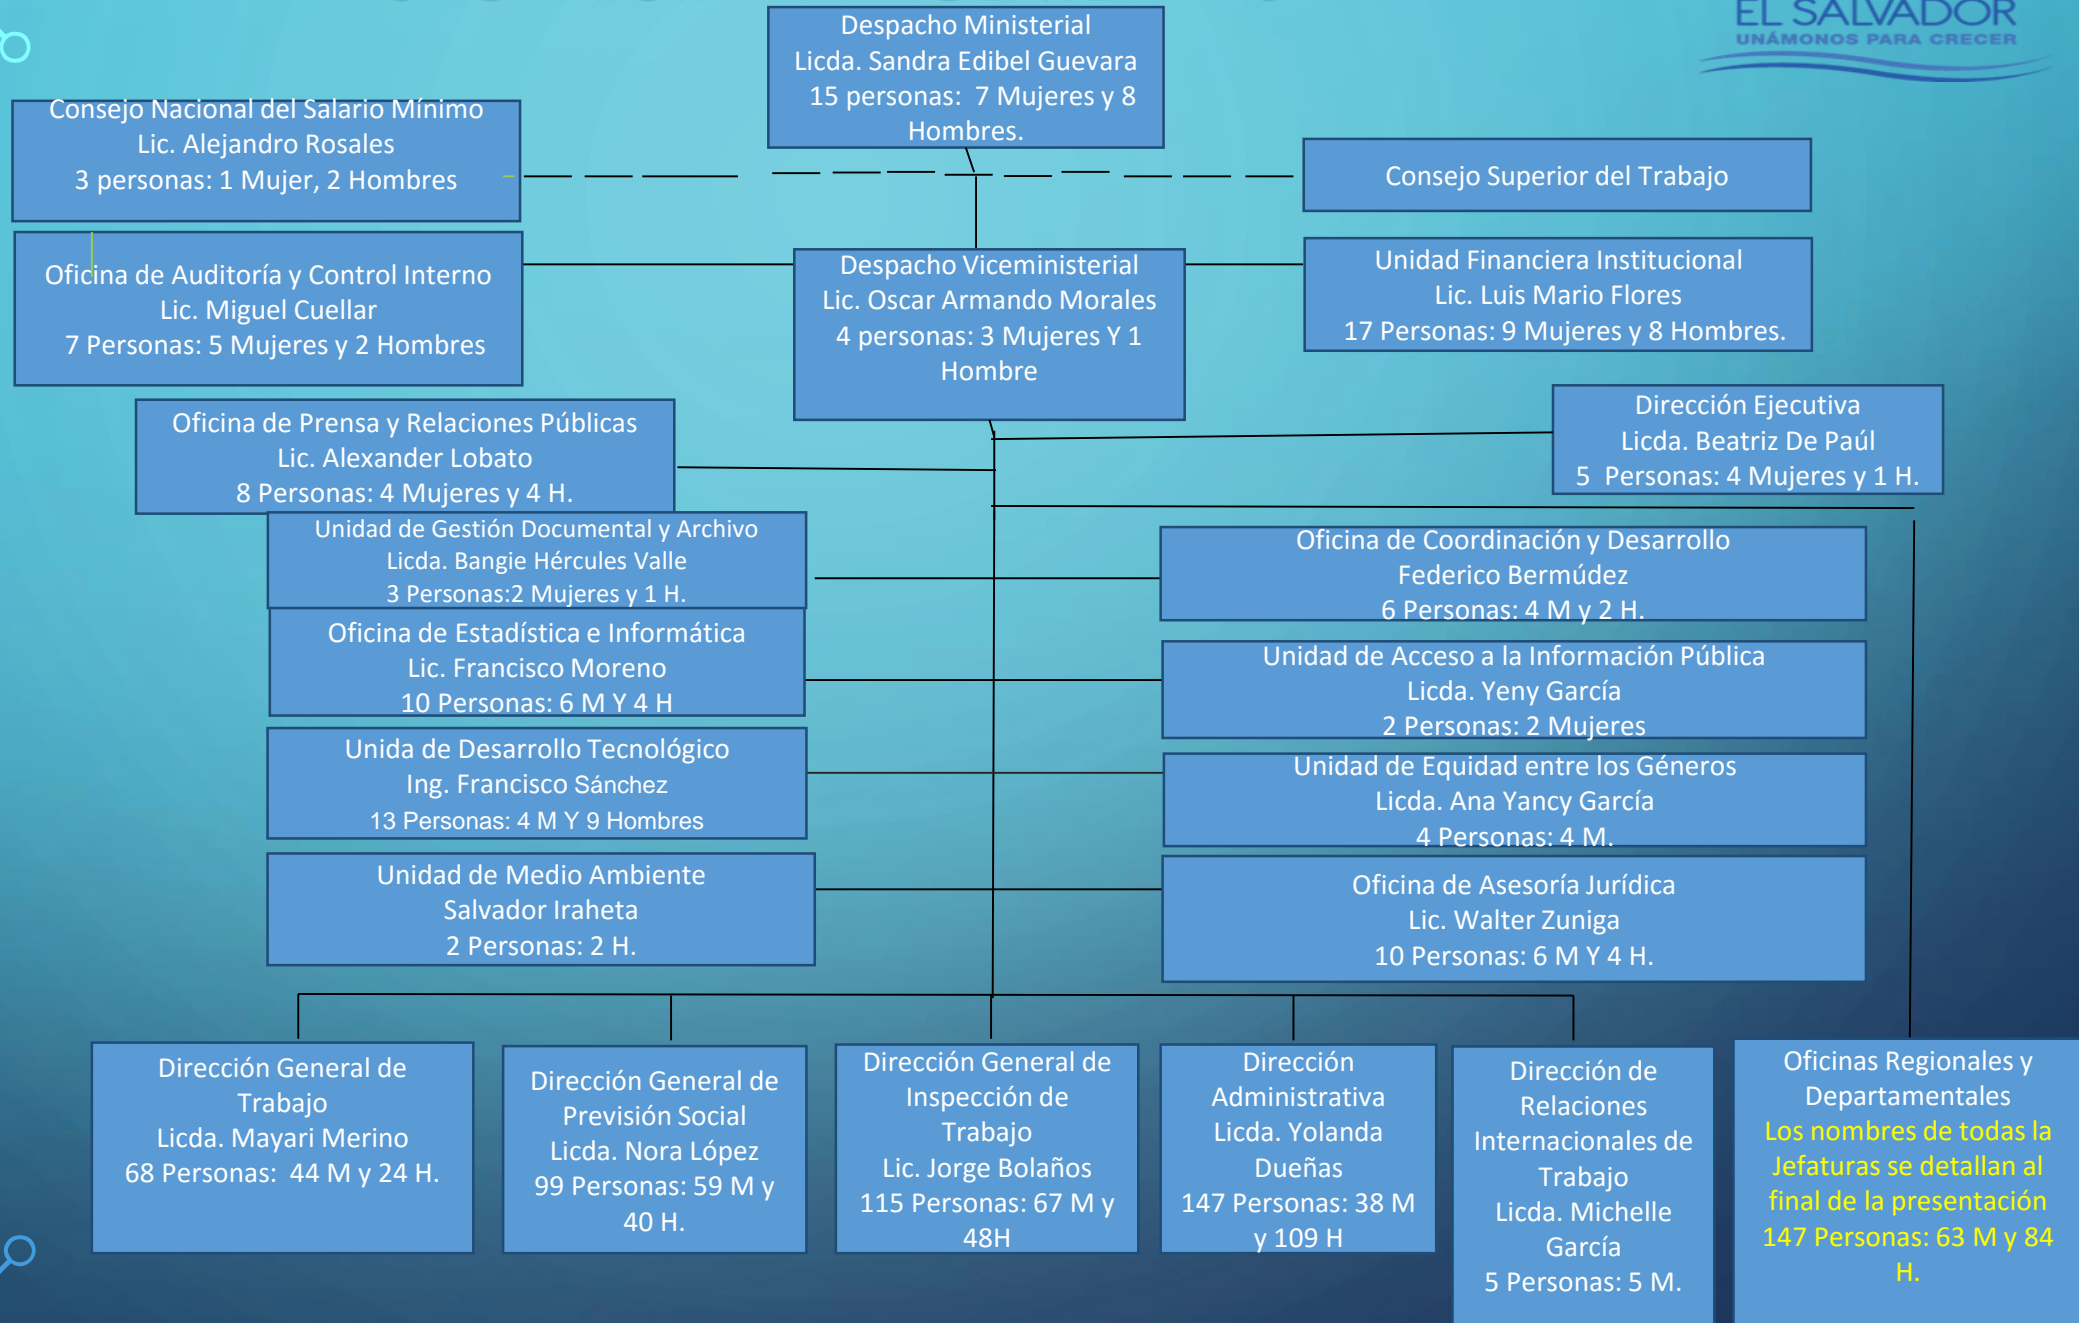 EL SALVADOR
UNÁMONOS PARA CRECER
Despacho Ministerial
Licda. Sandra Edibel Guevara
15 personas: 7 Mujeres y 8
Hombres.
Consejo Nacional del Salario Mínimo
Lic. Alejandro Rosales
3 personas: 1 Mujer, 2 Hombres
Consejo Superior del Trabajo
Oficina de Auditoría y Control Interno
Lic. Miguel Cuellar
7 Personas: 5 Mujeres y 2 Hombres
Despacho Viceministerial
Lic. Oscar Armando Morales
4 personas: 3 Mujeres Y 1
Hombre
Unidad Financiera Institucional
Lic. Luis Mario Flores
17 Personas: 9 Mujeres y 8 Hombres.
Oficina de Prensa y Relaciones Públicas
Lic. Alexander Lobato
8 Personas: 4 Mujeres y 4 H.
Dirección Ejecutiva
Licda. Beatriz De Paúl
5 Personas: 4 Mujeres y 1 H.
Unidad de Gestión Documental y Archivo
Licda. Bangie Hércules Valle
3 Personas:2 Mujeres y 1 H.
Oficina de Coordinación y Desarrollo
Federico Bermúdez
6 Personas: 4 M y 2 H.
Oficina de Estadística e Informática
Lic. Francisco Moreno
10 Personas: 6 M Y 4 H
Unidad de Acceso a la Información Pública
Licda. Yeny García
2 Personas: 2 Mujeres
Unida de Desarrollo Tecnológico
Ing. Francisco Sánchez
13 Personas: 4 M Y 9 Hombres
Unidad de Equidad entre los Géneros
Licda. Ana Yancy García
4 Personas: 4 M.
Unidad de Medio Ambiente
Salvador Iraheta
2 Personas: 2 H.
Oficina de Asesoría Jurídica
Lic. Walter Zuniga
10 Personas: 6 M Y 4 H.
Dirección General de
Trabajo
Licda. Mayari Merino
68 Personas: 44 M y 24 H.
Dirección General de
Previsión Social
Licda. Nora López
99 Personas: 59 M y
40 H.
Dirección General de
Inspección de
Trabajo
Lic. Jorge Bolaños
115 Personas: 67 M y
48H
Dirección
Administrativa
Licda. Yolanda
Dueñas
147 Personas: 38 M
y 109 H
Dirección de
Relaciones
Internacionales de
Trabajo
Licda. Michelle
García
5 Personas: 5 M.
Oficinas Regionales y
Departamentales
Los nombres de todas la
Jefaturas se detallan al
final de la presentación
147 Personas: 63 M y 84
H.